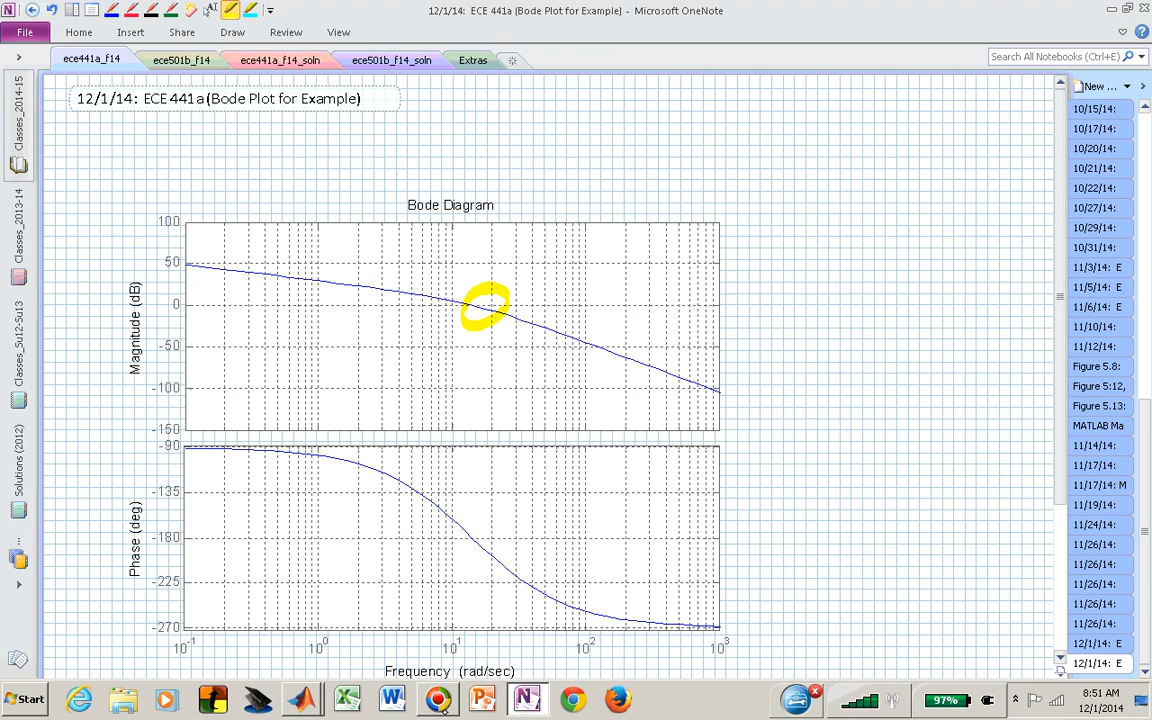 12/1/14: ECE 441a (Bode Plot for Example) - Microsoft OneNote
File Home Insert Share Draw Review View
ece441a_f14 ece501b_f14 ece441a_f14_soln ece501b_f14_soln Extras
Search All Notebooks (Ctrl+E)
Classes_2014-15
Classes_2013-14
Classes_Su12-Su13
Solutions (2012)
12/1/14: ECE 441a (Bode Plot for Example)
Bode Diagram
Magnitude (dB)
100
50
0
-50
-100
-150
Phase (deg)
-90
-135
-180
-225
-270
10^-1 10^0 10^1 10^2 10^3
Frequency (rad/sec)
New ...
10/15/14:
10/17/14:
10/20/14:
10/21/14:
10/22/14:
10/27/14:
10/29/14:
10/31/14:
11/3/14: E
11/5/14: E
11/6/14: E
11/10/14:
11/12/14:
Figure 5.8:
Figure 5:12,
Figure 5.13:
MATLAB Ma
11/14/14:
11/17/14:
11/17/14: M
11/19/14:
11/24/14:
11/26/14:
11/26/14:
11/26/14:
11/26/14:
11/26/14:
12/1/14: E
12/1/14: E
Start
97%
8:51 AM
12/1/2014